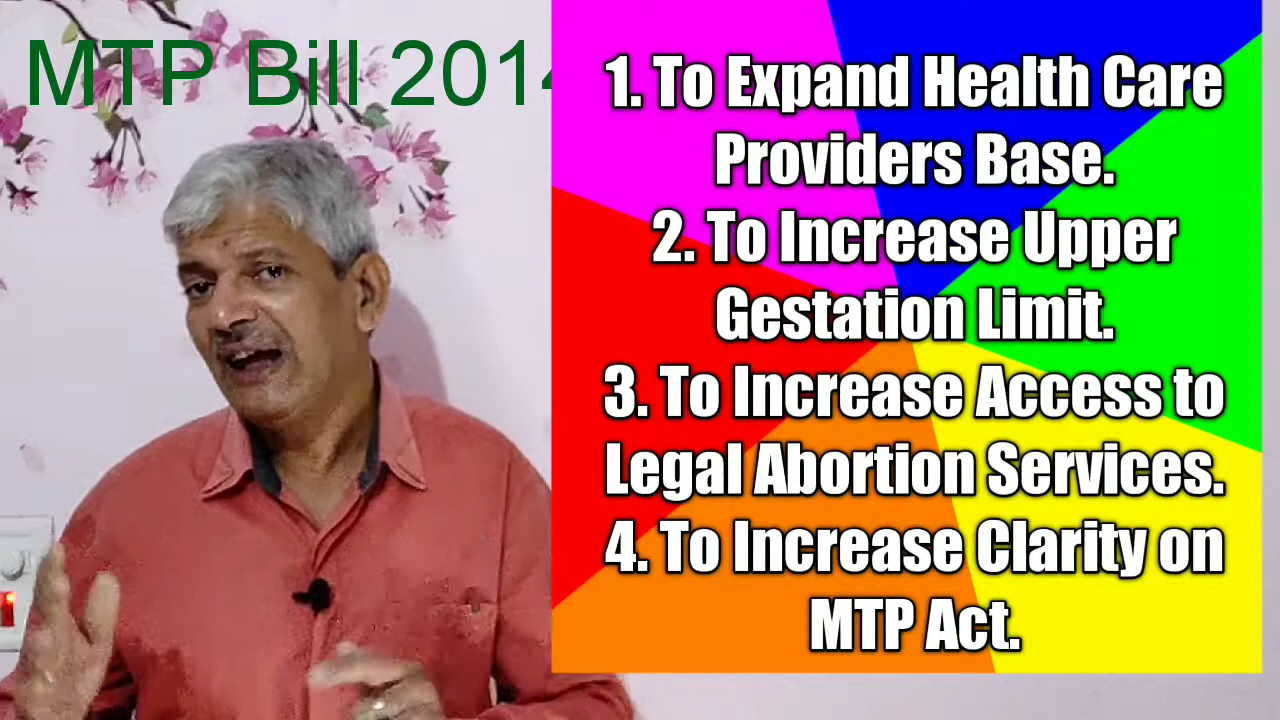 MTP Bill 2014
1. To Expand Health Care
Providers Base.
2. To Increase Upper
Gestation Limit.
3. To Increase Access to
Legal Abortion Services.
4. To Increase Clarity on
MTP Act.